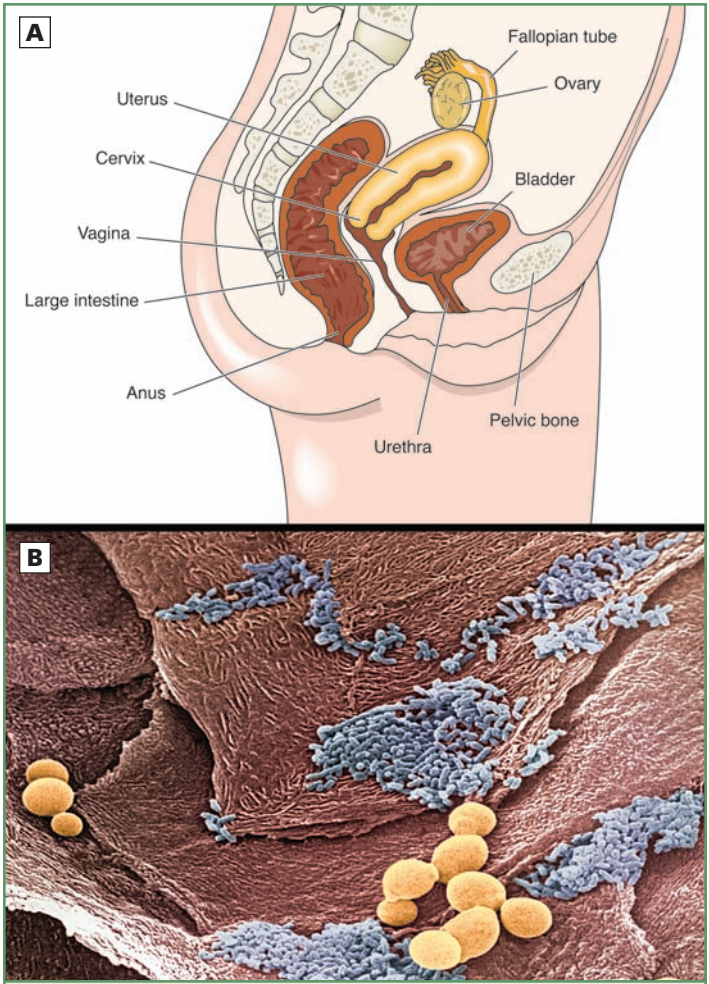 A
Fallopian tube
Ovary
Uterus
Cervix
Bladder
Vagina
Large intestine
Anus
Pelvic bone
Urethra
B